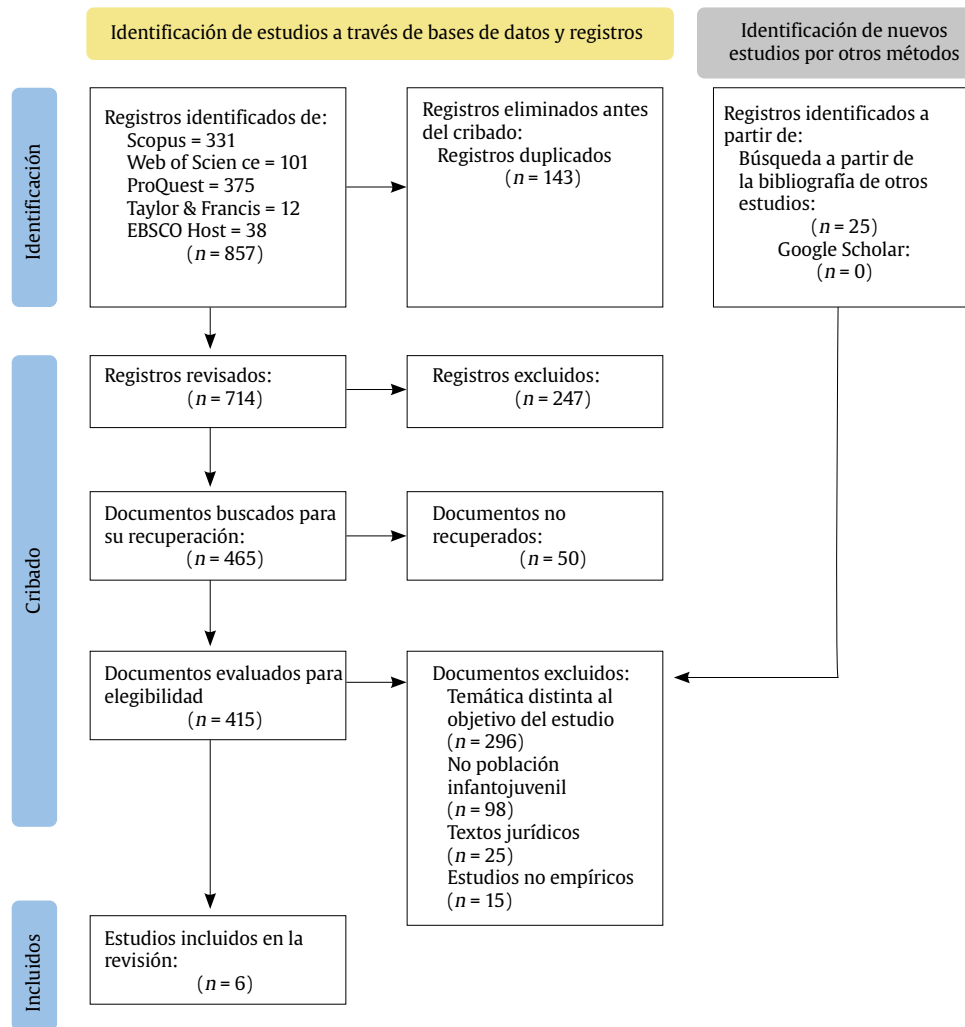 Identificación de estudios a través de bases de datos y registros
Identificación de nuevos
estudios por otros métodos
Identificación
Registros identificados de:
Scopus = 331
Web of Scien ce = 101
ProQuest = 375
Taylor & Francis = 12
EBSCO Host = 38
(n = 857)
Registros eliminados antes
del cribado:
Registros duplicados
(n = 143)
Registros identificados a
partir de:
Búsqueda a partir de
la bibliografía de otros
estudios:
(n = 25)
Google Scholar:
(n = 0)
Cribado
Registros revisados:
(n = 714)
Registros excluidos:
(n = 247)
Documentos buscados para
su recuperación:
(n = 465)
Documentos no
recuperados:
(n = 50)
Documentos evaluados para
elegibilidad
(n = 415)
Documentos excluidos:
Temática distinta al
objetivo del estudio
(n = 296)
No población
infantojuvenil
(n = 98)
Textos jurídicos
(n = 25)
Estudios no empíricos
(n = 15)
Incluidos
Estudios incluidos en la
revisión:
(n = 6)